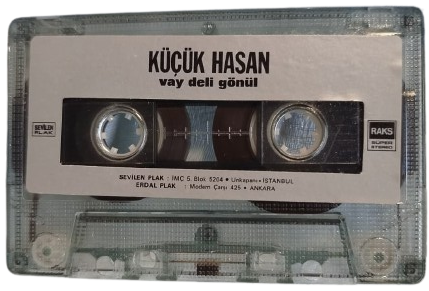 KÜÇÜK HASAN
vay deli gönül
SEVİLEN
PLAK
RAKS
SUPER
STEREO
SEVİLEN PLAK : İMÇ 5. Blok 5204 • Unkapanı-İSTANBUL
ERDAL PLAK : Modern Çarşı 425 • ANKARA